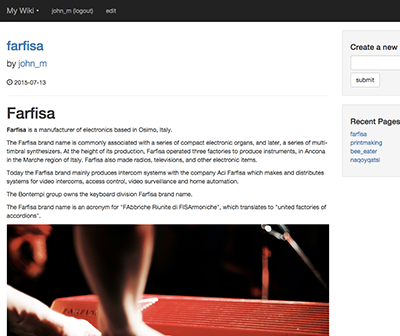 My Wiki john_m (logout) edit
farfisa
by john_m
2015-07-13
Farfisa
Farfisa is a manufacturer of electronics based in Osimo, Italy.
The Farfisa brand name is commonly associated with a series of compact electronic organs, and later, a series of multi-
timbral synthesizers. At the height of its production, Farfisa operated three factories to produce instruments, in Ancona
in the Marche region of Italy. Farfisa also made radios, televisions, and other electronic items.
Today the Farfisa brand mainly produces intercom systems with the company Aci Farfisa which makes and distributes
systems for video intercoms, access control, video surveillance and home automation.
The Bontempi group owns the keyboard division Farfisa brand name.
The Farfisa brand name is an acronym for "FAbbriche Riunite di FISArmoniche", which translates to "united factories of
accordions".
Create a new
submit
Recent Pages
farfisa
printmaking
bee_eater
naqoyqatsi